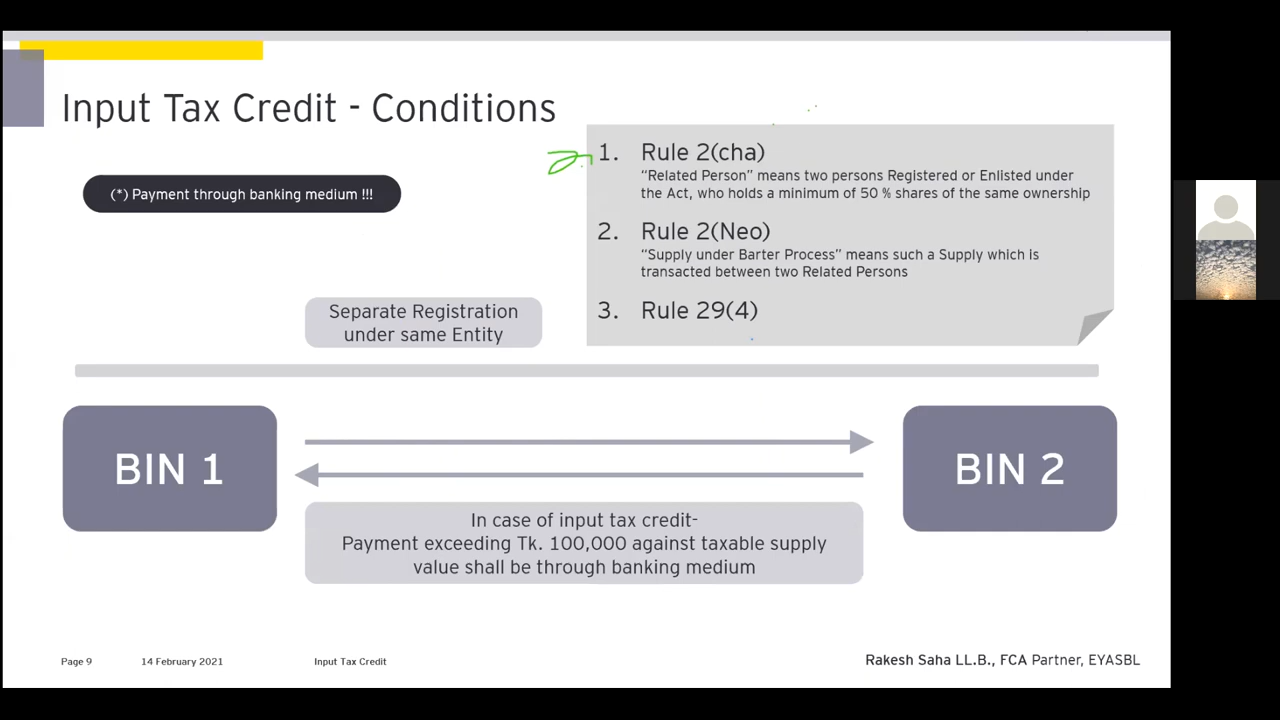 Input Tax Credit - Conditions
(*) Payment through banking medium !!!
1. Rule 2(cha)
“Related Person” means two persons Registered or Enlisted under
the Act, who holds a minimum of 50 % shares of the same ownership
2. Rule 2(Neo)
“Supply under Barter Process” means such a Supply which is
transacted between two Related Persons
3. Rule 29(4)
Separate Registration
under same Entity
BIN 1
BIN 2
In case of input tax credit-
Payment exceeding Tk. 100,000 against taxable supply
value shall be through banking medium
Page 9
14 February 2021
Input Tax Credit
Rakesh Saha LL.B., FCA Partner, EYASBL